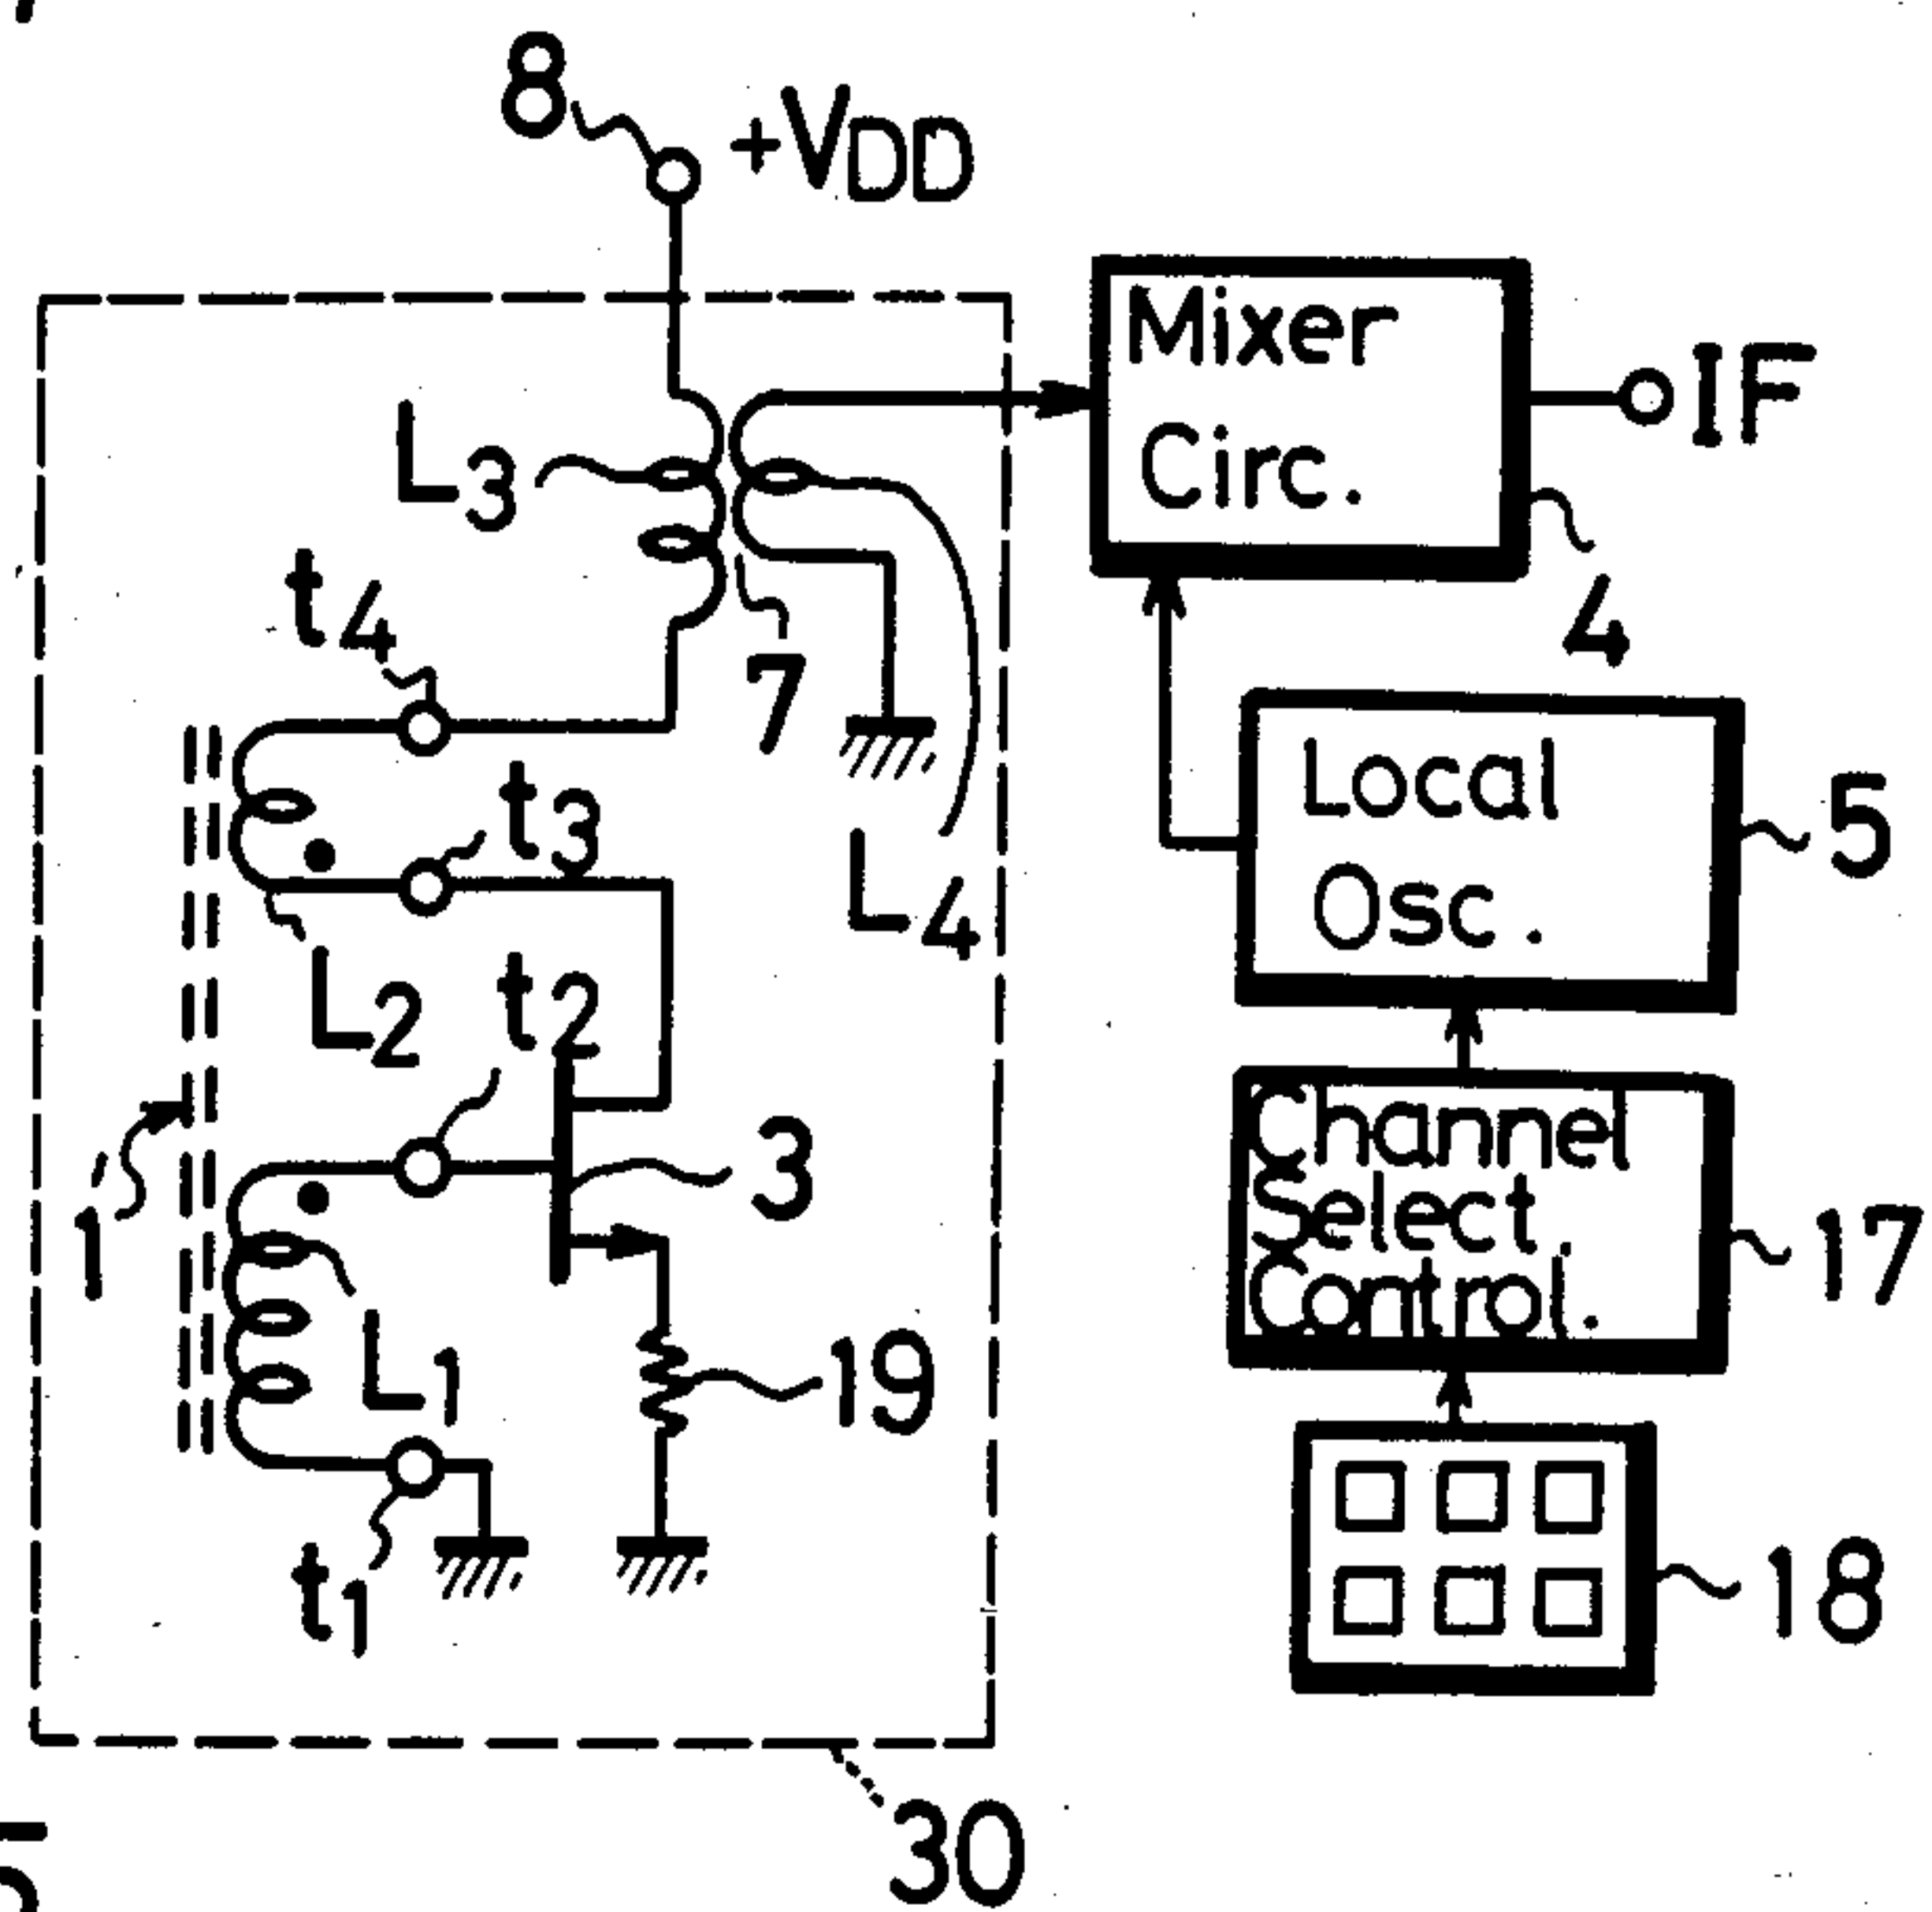 8
+VDD
Mixer
Circ.
IF
L3
t4
7
4
Local
Osc.
5
t3
L4
L2
t2
Channel
Select
Control.
17
3
1'
L1
19
t1
18
30